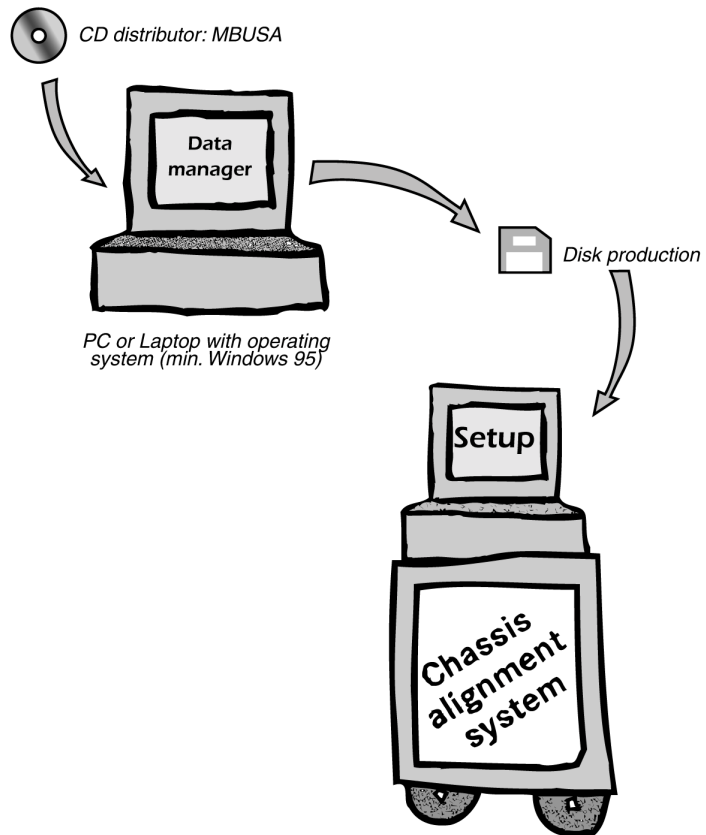 CD distributor: MBUSA
Data
manager
Disk production
PC or Laptop with operating
system (min. Windows 95)
Setup
Chassis
alignment
system